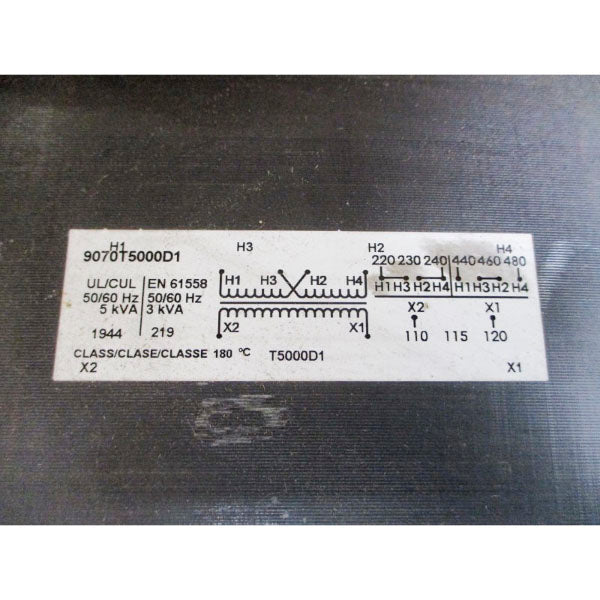 H1 H3 H2 H4
9070T5000D1
220 230 240 440 460 480
UL/CUL EN 61558
H1 H3 H2 H4
H1 H3 H2 H4 H1 H3 H2 H4
50/60 Hz 50/60 Hz
5 kVA 3 kVA
X2 X1
X2 X1
1944 219
110 115 120
CLASS/CLASE/CLASSE 180 ºC T5000D1
X2 X1